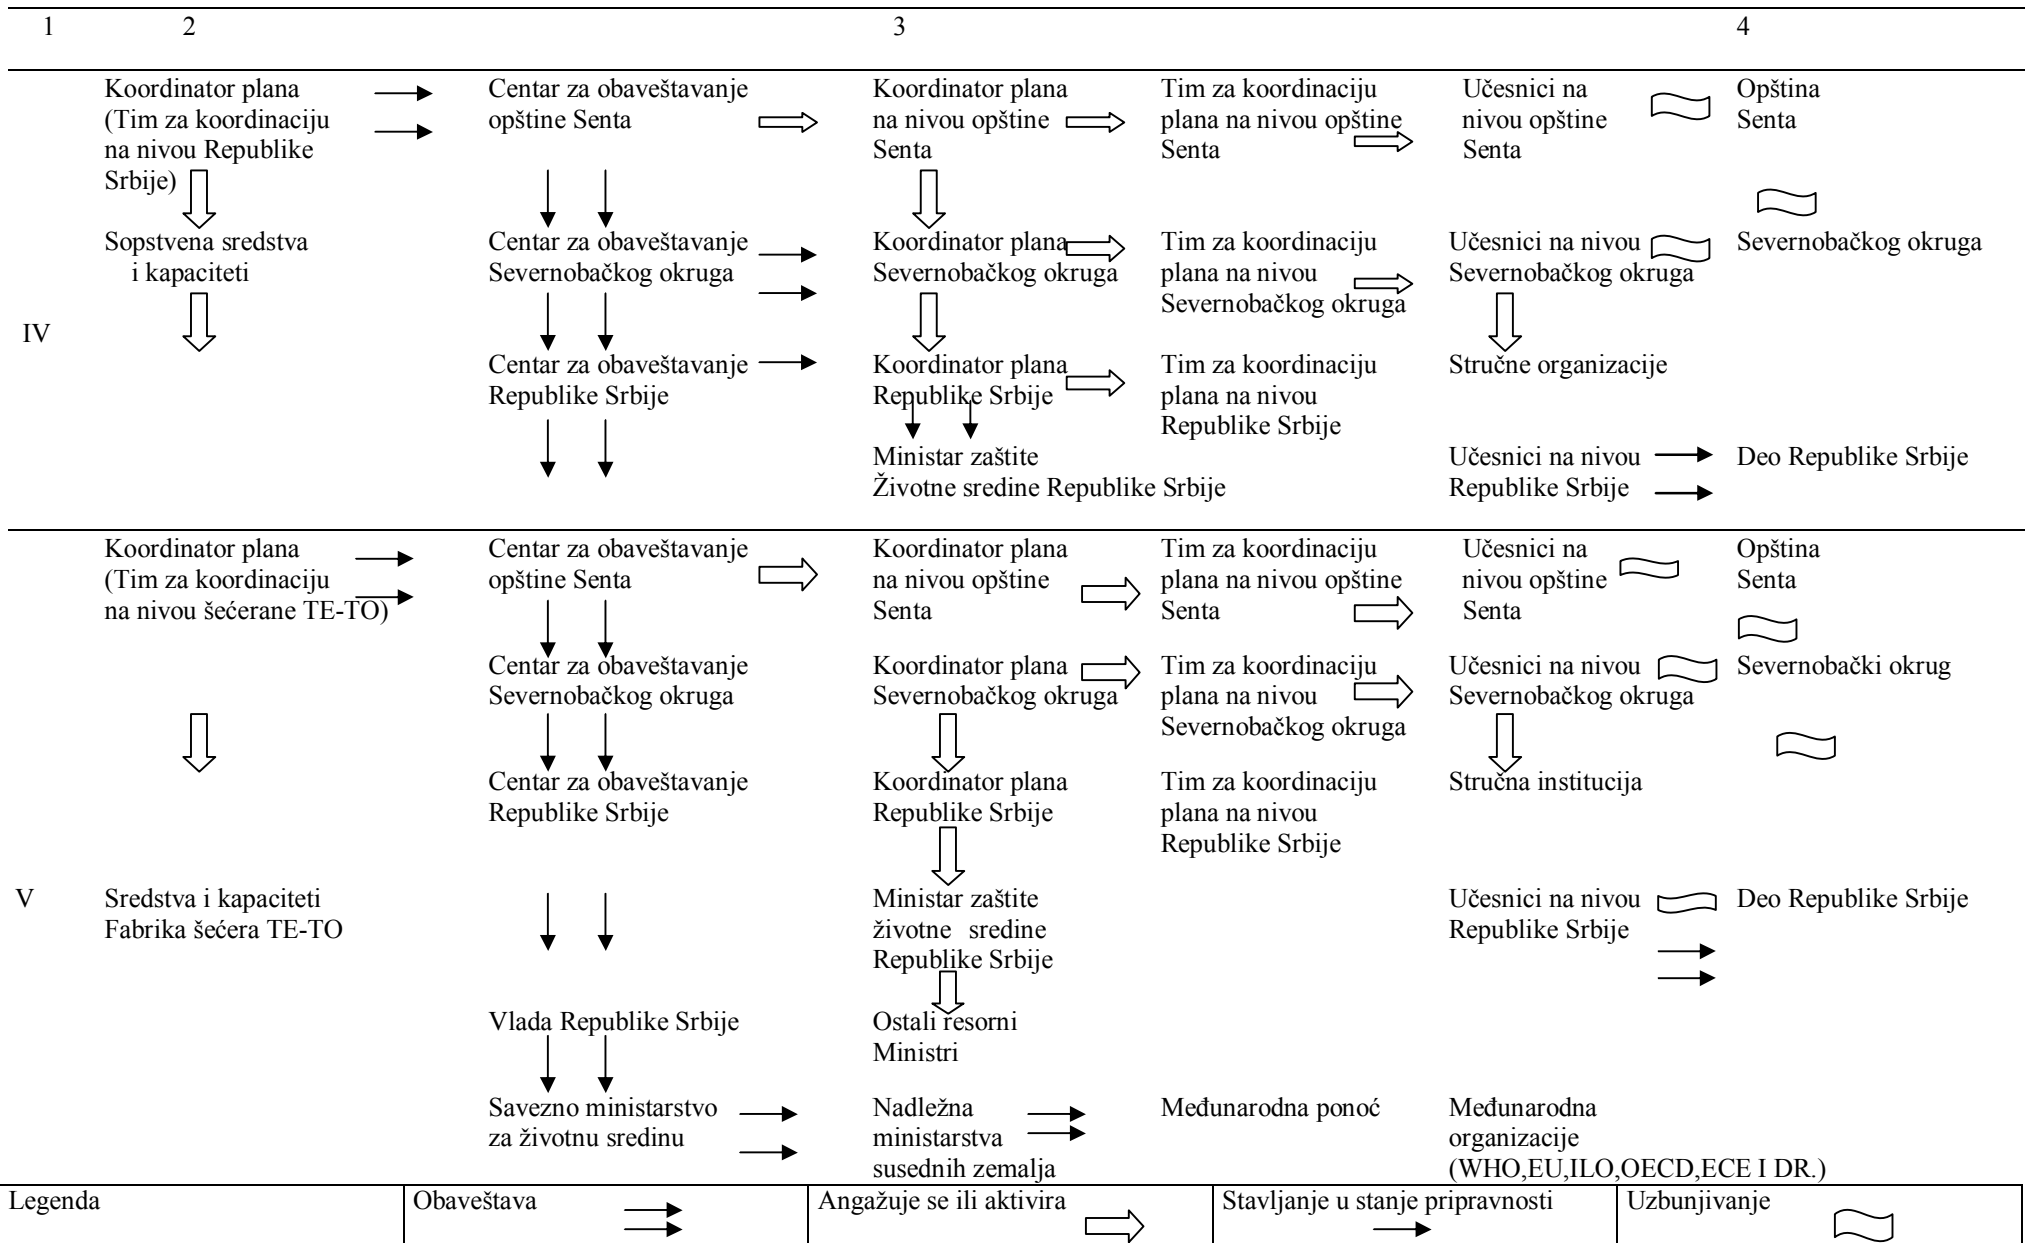 1 2 3 4
Koordinator plana
(Tim za koordinaciju
na nivou Republike
Srbije)
Centar za obaveštavanje
opštine Senta
Koordinator plana
na nivou opštine
Senta
Tim za koordinaciju
plana na nivou opštine
Senta
Učesnici na
nivou opštine
Senta
Opština
Senta
Sopstvena sredstva
i kapaciteti
Centar za obaveštavanje
Severnobačkog okruga
Koordinator plana
Severnobačkog okruga
Tim za koordinaciju
plana na nivou
Severnobačkog okruga
Učesnici na nivou
Severnobačkog okruga
Severnobačkog okruga
IV
Centar za obaveštavanje
Republike Srbije
Koordinator plana
Republike Srbije
Tim za koordinaciju
plana na nivou
Republike Srbije
Stručne organizacije
Ministar zaštite
Životne sredine Republike Srbije
Učesnici na nivou
Republike Srbije
Deo Republike Srbije
Koordinator plana
(Tim za koordinaciju
na nivou šećerane TE-TO)
Centar za obaveštavanje
opštine Senta
Koordinator plana
na nivou opštine
Senta
Tim za koordinaciju
plana na nivou opštine
Senta
Učesnici na
nivou opštine
Senta
Opština
Senta
Centar za obaveštavanje
Severnobačkog okruga
Koordinator plana
Severnobačkog okruga
Tim za koordinaciju
plana na nivou
Severnobačkog okruga
Učesnici na nivou
Severnobačkog okruga
Severnobački okrug
Centar za obaveštavanje
Republike Srbije
Koordinator plana
Republike Srbije
Tim za koordinaciju
plana na nivou
Republike Srbije
Stručna institucija
V
Sredstva i kapaciteti
Fabrika šećera TE-TO
Ministar zaštite
životne sredine
Republike Srbije
Učesnici na nivou
Republike Srbije
Deo Republike Srbije
Vlada Republike Srbije
Ostali resorni
Ministri
Savezno ministarstvo
za životnu sredinu
Nadležna
ministarstva
susednih zemalja
Međunarodna ponoć
Međunarodna
organizacije
(WHO,EU,ILO,OECD,ECE I DR.)
Legenda
Obaveštava
Angažuje se ili aktivira
Stavljanje u stanje pripravnosti
Uzbunjivanje